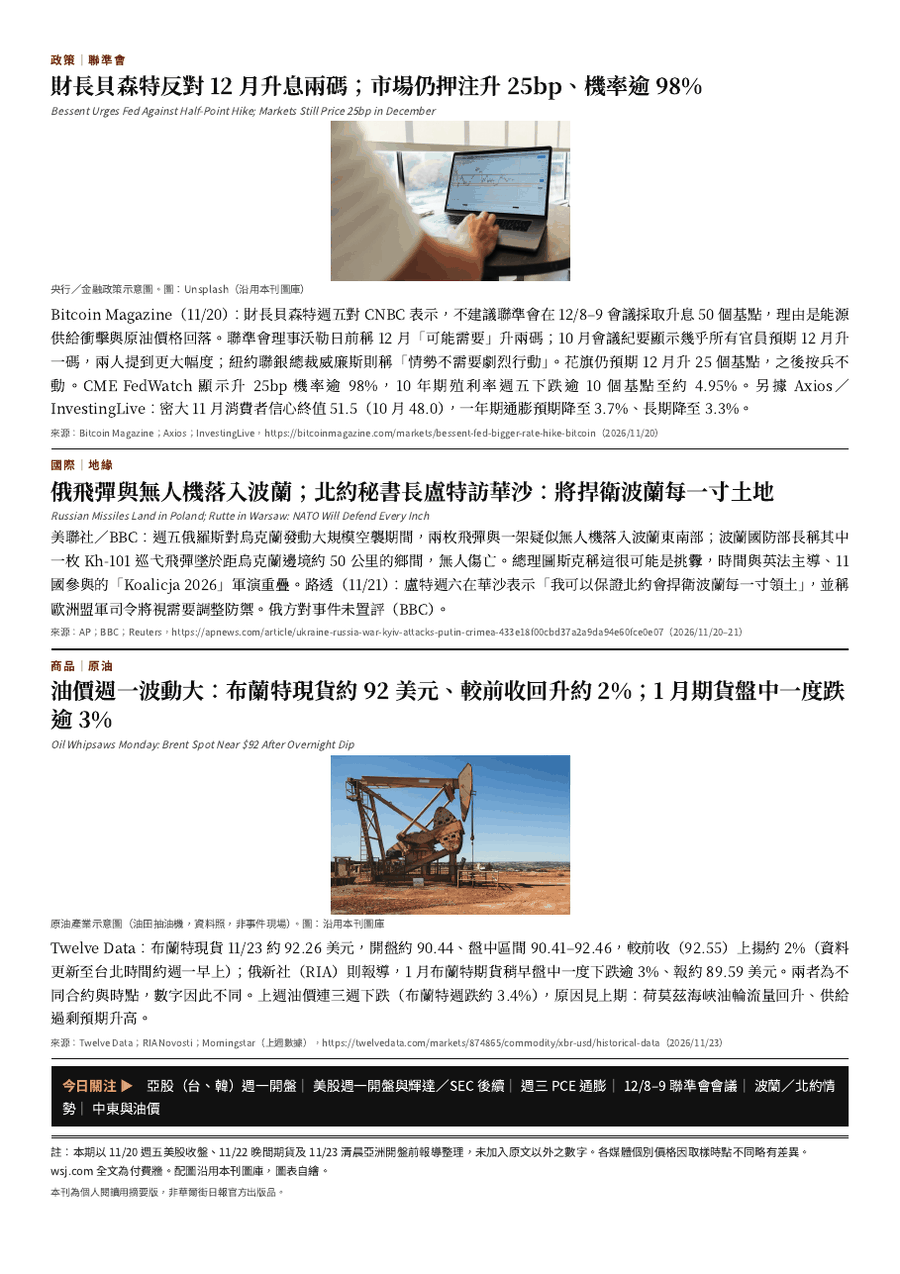 政策｜聯準會
財長貝森特反對 12 月升息兩碼；市場仍押注升 25bp、機率逾 98%
Bessent Urges Fed Against Half-Point Hike; Markets Still Price 25bp in December
央行／金融政策示意圖。圖：Unsplash（沿用本刊圖庫）
Bitcoin Magazine（11/20）：財長貝森特週五對 CNBC 表示，不建議聯準會在 12/8–9 會議採取升息 50 個基點，理由是能源
供給衝擊與原油價格回落。聯準會理事沃勒日前稱 12 月「可能需要」升兩碼；10 月會議紀要顯示幾乎所有官員預期 12 月升
一碼，兩人提到更大幅度；紐約聯銀總裁威廉斯則稱「情勢不需要劇烈行動」。花旗仍預期 12 月升 25 個基點，之後按兵不
動。CME FedWatch 顯示升 25bp 機率逾 98%，10 年期殖利率週五下跌逾 10 個基點至約 4.95%。另據 Axios／
InvestingLive：密大 11 月消費者信心終值 51.5（10 月 48.0），一年期通膨預期降至 3.7%、長期降至 3.3%。
來源：Bitcoin Magazine；Axios；InvestingLive，https://bitcoinmagazine.com/markets/bessent-fed-bigger-rate-hike-bitcoin（2026/11/20）
國際｜地緣
俄飛彈與無人機落入波蘭；北約秘書長盧特訪華沙：將捍衛波蘭每一寸土地
Russian Missiles Land in Poland; Rutte in Warsaw: NATO Will Defend Every Inch
美聯社／BBC：週五俄羅斯對烏克蘭發動大規模空襲期間，兩枚飛彈與一架疑似無人機落入波蘭東南部；波蘭國防部長稱其中
一枚 Kh-101 巡弋飛彈墜於距烏克蘭邊境約 50 公里的鄉間，無人傷亡。總理圖斯克稱這很可能是挑釁，時間與英法主導、11
國參與的「Koalicja 2026」軍演重疊。路透（11/21）：盧特週六在華沙表示「我可以保證北約會捍衛波蘭每一寸領土」，並稱
歐洲盟軍司令將視需要調整防禦。俄方對事件未置評（BBC）。
來源：AP；BBC；Reuters，https://apnews.com/article/ukraine-russia-war-kyiv-attacks-putin-crimea-433e18f00cbd37a2a9da94e60fce0e07（2026/11/20–21）
商品｜原油
油價週一波動大：布蘭特現貨約 92 美元、較前收回升約 2%；1 月期貨盤中一度跌
逾 3%
Oil Whipsaws Monday: Brent Spot Near $92 After Overnight Dip
原油產業示意圖（油田抽油機，資料照，非事件現場）。圖：沿用本刊圖庫
Twelve Data：布蘭特現貨 11/23 約 92.26 美元，開盤約 90.44、盤中區間 90.41–92.46，較前收（92.55）上揚約 2%（資料
更新至台北時間約週一早上）；俄新社（RIA）則報導，1 月布蘭特期貨稍早盤中一度下跌逾 3%、報約 89.59 美元。兩者為不
同合約與時點，數字因此不同。上週油價連三週下跌（布蘭特週跌約 3.4%），原因見上期：荷莫茲海峽油輪流量回升、供給
過剩預期升高。
來源：Twelve Data；RIA Novosti；Morningstar（上週數據），https://twelvedata.com/markets/874865/commodity/xbr-usd/historical-data（2026/11/23）
今日關注 ▶ 亞股（台、韓）週一開盤｜ 美股週一開盤與輝達／SEC 後續｜ 週三 PCE 通膨｜ 12/8–9 聯準會會議｜ 波蘭／北約情
勢｜ 中東與油價
註：本期以 11/20 週五美股收盤、11/22 晚間期貨及 11/23 清晨亞洲開盤前報導整理，未加入原文以外之數字。各媒體個別價格因取樣時點不同略有差異。
wsj.com 全文為付費牆。配圖沿用本刊圖庫，圖表自繪。
本刊為個人閱讀用摘要版，非華爾街日報官方出版品。